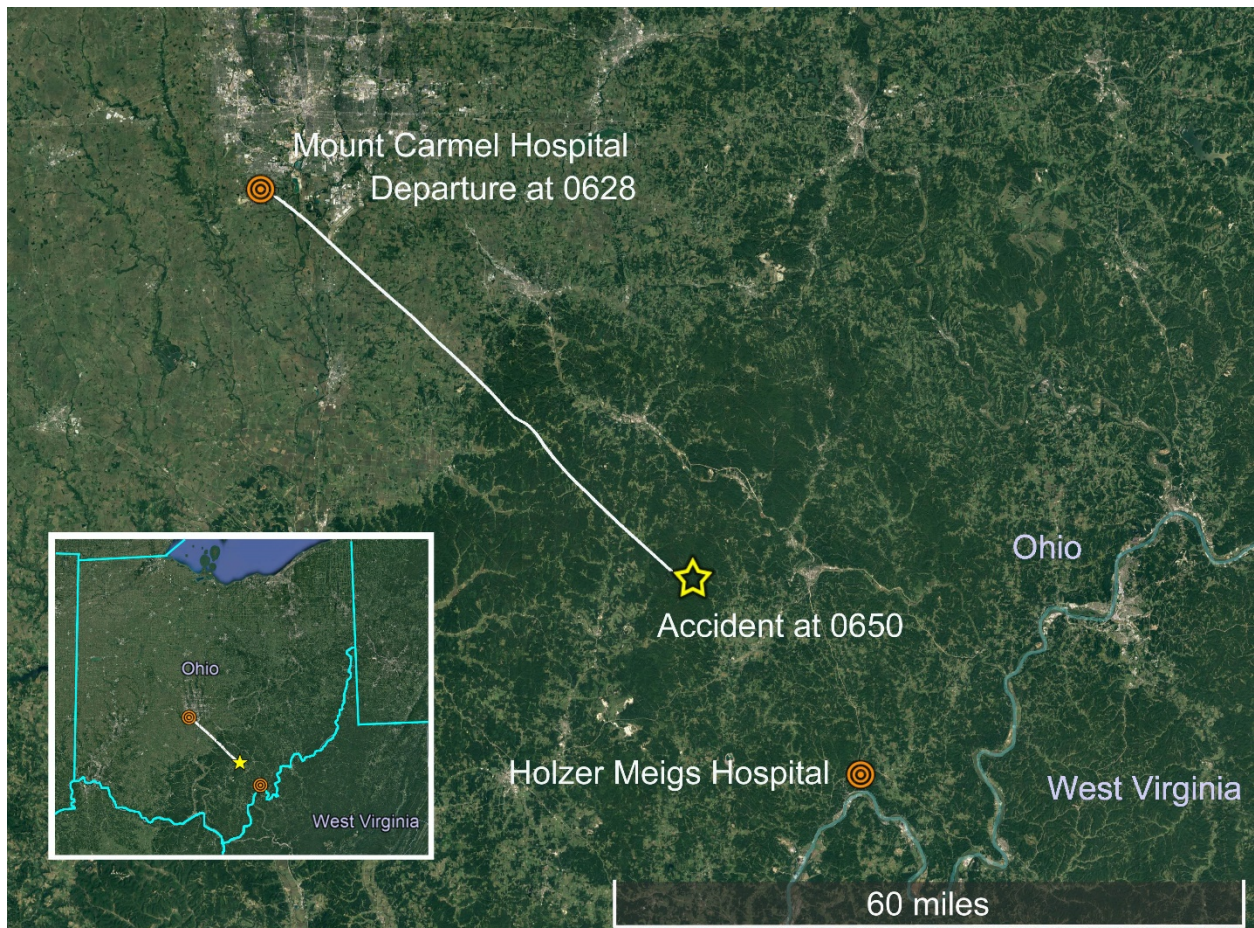 Mount Carmel Hospital
Departure at 0628
Ohio
Accident at 0650
Ohio
Holzer Meigs Hospital
West Virginia
West Virginia
60 miles